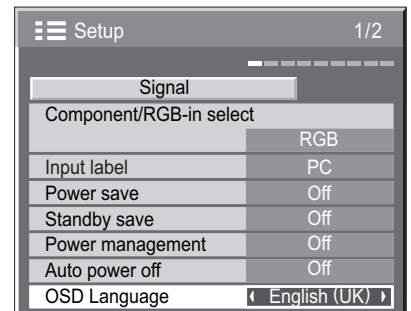 Setup 1/2
Signal
Component/RGB-in select
RGB
Input label PC
Power save Off
Standby save Off
Power management Off
Auto power off Off
OSD Language English (UK)